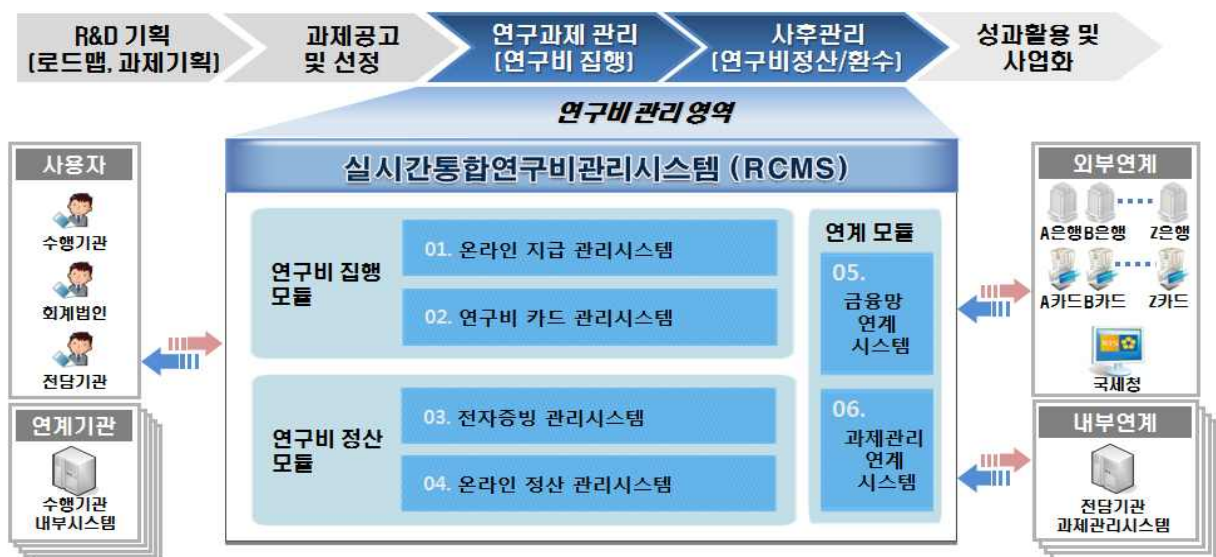 R&D 기획
(로드맵, 과제기획)
과제공고
및 선정
연구과제 관리
(연구비 집행)
사후관리
(연구비정산/환수)
성과활용 및
사업화
연구비 관리 영역
실시간통합연구비관리시스템 (RCMS)
사용자
수행기관
회계법인
전담기관
연계기관
수행기관
내부시스템
연구비 집행
모듈
01. 온라인 지급 관리시스템
02. 연구비 카드 관리시스템
연구비 정산
모듈
03. 전자증빙 관리시스템
04. 온라인 정산 관리시스템
연계 모듈
05.
금융망
연계
시스템
06.
과제관리
연계
시스템
외부연계
A은행 B은행 Z은행
A카드 B카드 Z카드
국세청
내부연계
전담기관
과제관리시스템